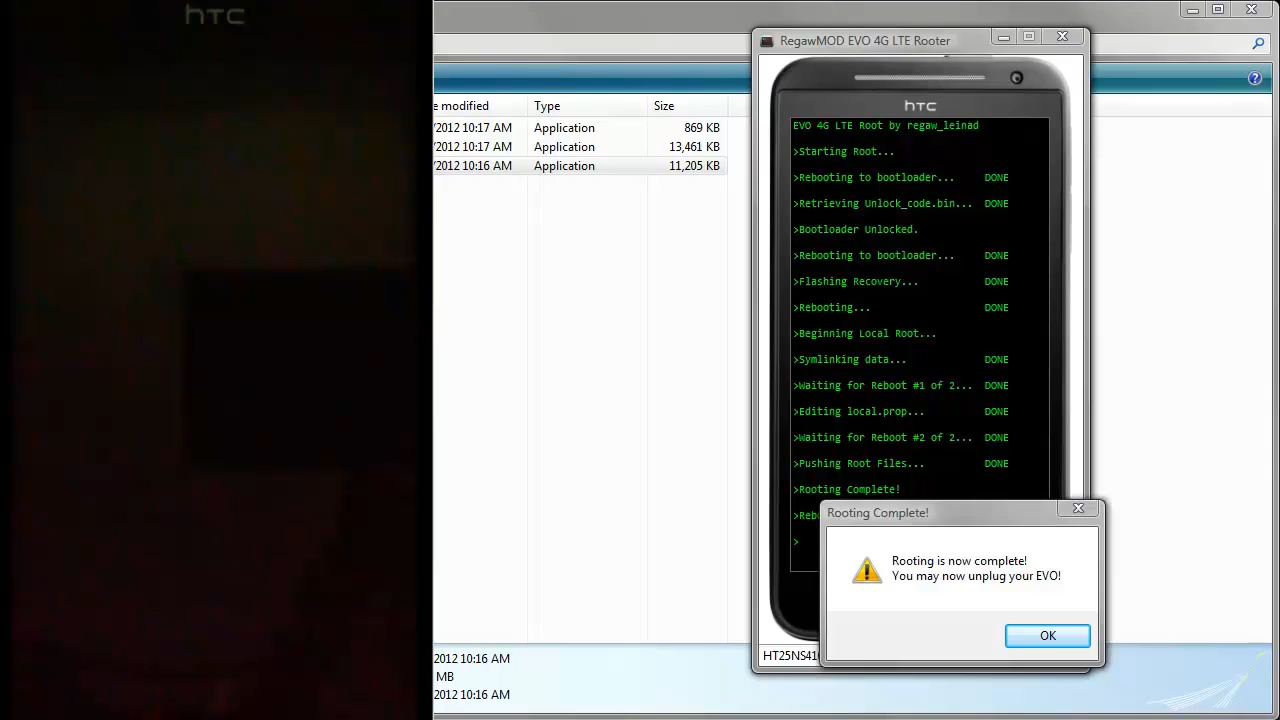 hTC
e modified Type Size
/2012 10:17 AM Application 869 KB
/2012 10:17 AM Application 13,461 KB
/2012 10:16 AM Application 11,205 KB
2012 10:16 AM
MB
2012 10:16 AM
RegawMOD EVO 4G LTE Rooter
hTC
EVO 4G LTE Root by regaw_leinad
>Starting Root...
>Rebooting to bootloader... DONE
>Retrieving Unlock_code.bin... DONE
>Bootloader Unlocked.
>Rebooting to bootloader... DONE
>Flashing Recovery... DONE
>Rebooting... DONE
>Beginning Local Root...
>Symlinking data... DONE
>Waiting for Reboot #1 of 2... DONE
>Editing local.prop... DONE
>Waiting for Reboot #2 of 2... DONE
>Pushing Root Files... DONE
>Rooting Complete!
>Reb
>
HT25NS41
Rooting Complete!
Rooting is now complete!
You may now unplug your EVO!
OK